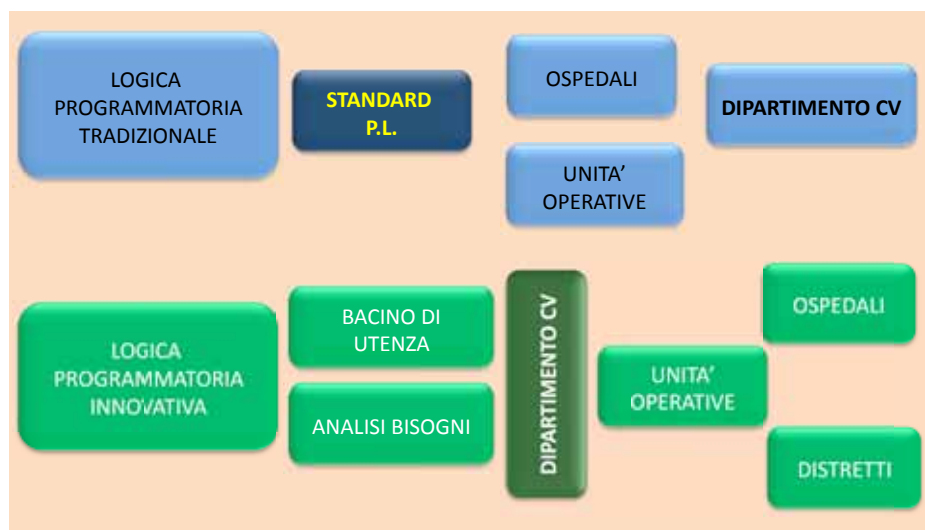 LOGICA
PROGRAMMATORIA
TRADIZIONALE
STANDARD
P.L.
OSPEDALI
UNITA’
OPERATIVE
DIPARTIMENTO CV
LOGICA
PROGRAMMATORIA
INNOVATIVA
BACINO DI
UTENZA
ANALISI BISOGNI
DIPARTIMENTO CV
UNITA’
OPERATIVE
OSPEDALI
DISTRETTI